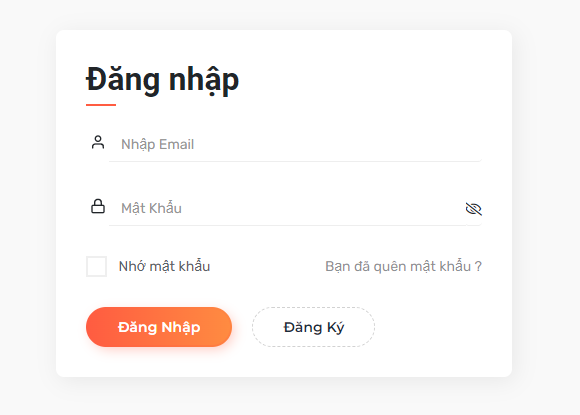 Đăng nhập
Nhập Email
Mật Khẩu
Nhớ mật khẩu Bạn đã quên mật khẩu ?
Đăng Nhập Đăng Ký